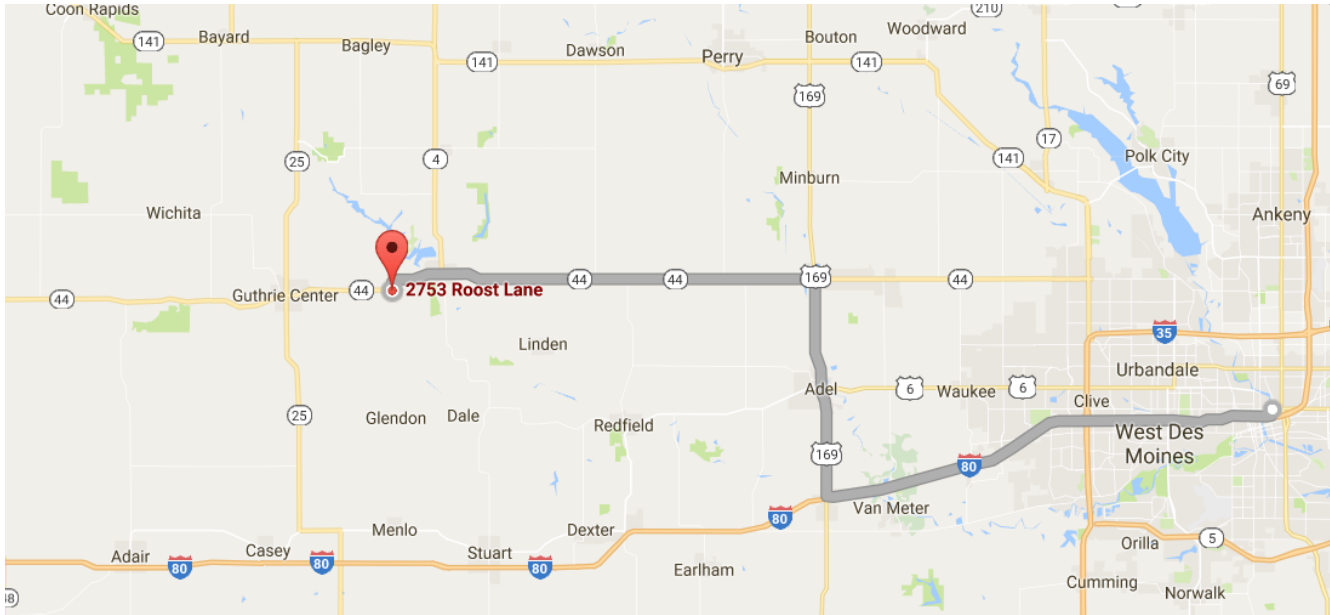 Coon Rapids
141
Bayard
Bagley
141
Dawson
Perry
Bouton
141
Woodward
210
69
169
25
4
141
17
Polk City
Minburn
Wichita
Ankeny
44
Guthrie Center
44
2753 Roost Lane
44
44
169
44
35
Linden
Urbandale
Adel
6
Waukee
6
Clive
25
Glendon
Dale
Redfield
West Des
Moines
169
80
Van Meter
80
Adair
80
Casey
80
Menlo
Stuart
80
Dexter
Earlham
Orilla
5
Cumming
Norwalk